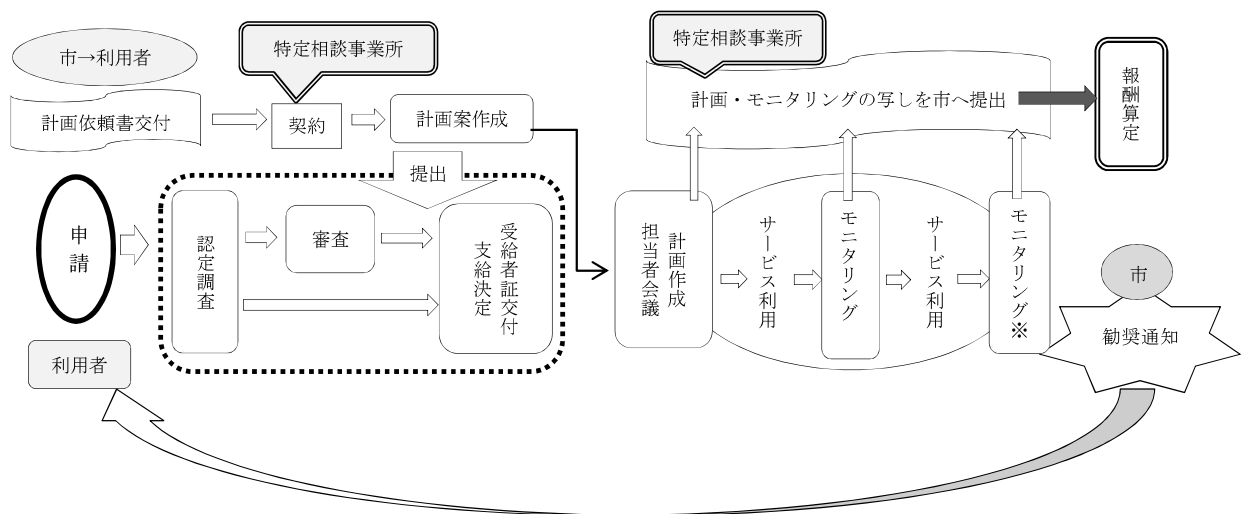 市→利用者
特定相談事業所
計画依頼書交付
契約
計画案作成
提出
申請
認定調査
審査
受給者証交付
支給決定
利用者
特定相談事業所
計画・モニタリングの写しを市へ提出
報酬算定
計画作成
担当者会議
サービス利用
モニタリング
サービス利用
モニタリング※
市
勧奨通知